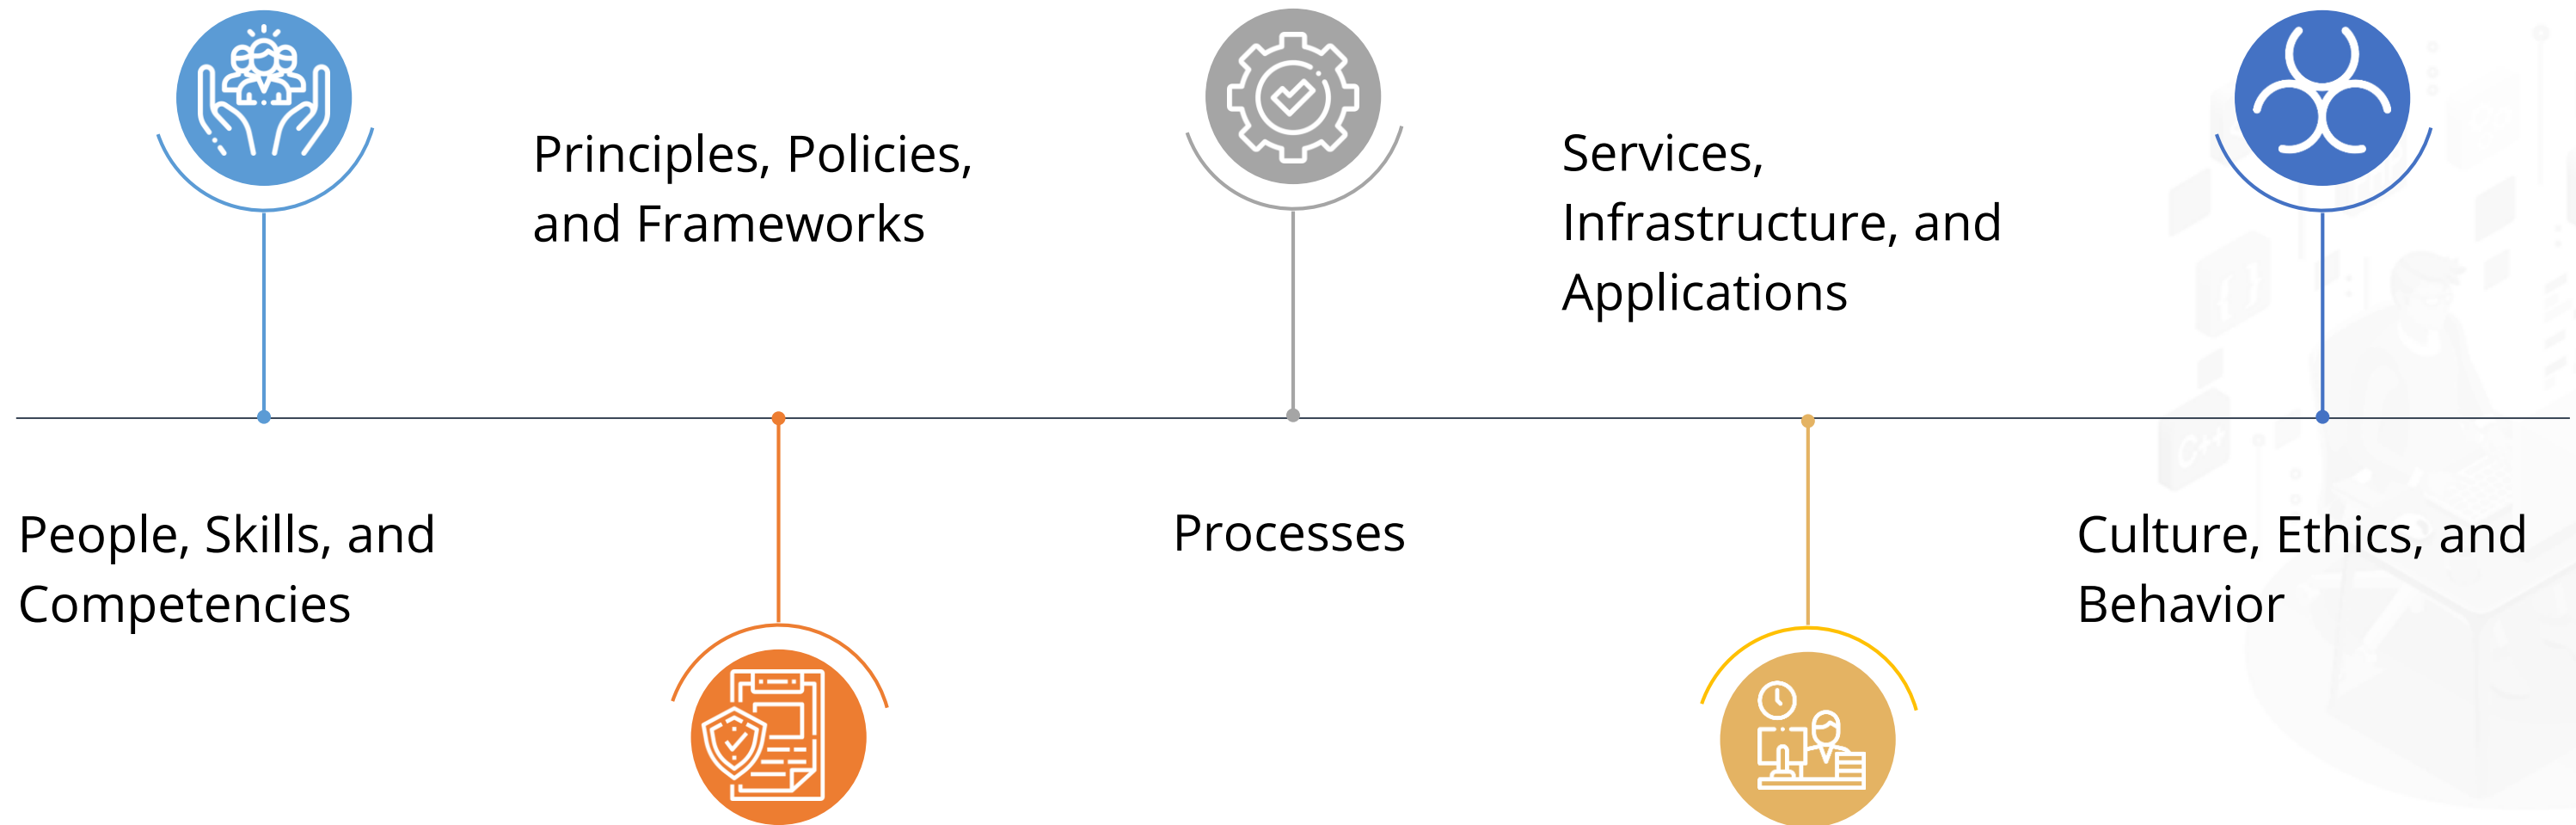 People, Skills, and
Competencies
Principles, Policies,
and Frameworks
Processes
Services,
Infrastructure, and
Applications
Culture, Ethics, and
Behavior
{ }
C++